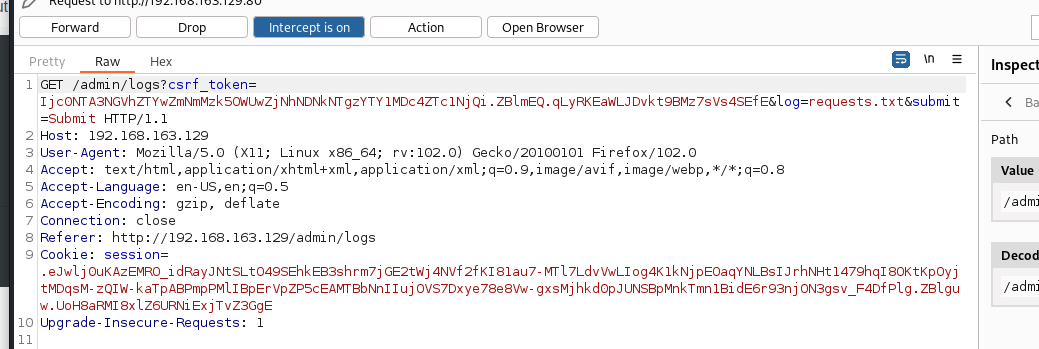 Request to http://192.168.163.129:80
Forward
Drop
Intercept is on
Action
Open Browser
Pretty
Raw
Hex
\n
Inspect
1 GET /admin/logs?csrf_token=
IjcONTA3NGVhZTYwZmNmMzk5OWUwZjNhNDNkNTgzYTY1MDc4ZTc1NjQi.ZBlmEQ.qLyRKEaWLJDvkt9BMz7sVs4SEfE&log=requests.txt&submit
=Submit HTTP/1.1
2 Host: 192.168.163.129
3 User-Agent: Mozilla/5.0 (X11; Linux x86_64; rv:102.0) Gecko/20100101 Firefox/102.0
4 Accept: text/html,application/xhtml+xml,application/xml;q=0.9,image/avif,image/webp,*/*;q=0.8
5 Accept-Language: en-US,en;q=0.5
6 Accept-Encoding: gzip, deflate
7 Connection: close
8 Referer: http://192.168.163.129/admin/logs
9 Cookie: session=
.eJwljOuKAzEMRO_idRayJNtSLtO49SEhkEB3shrm7jGE2tWj4NVf2fKI81au7-MTl7LdvVwLIog4K1kNjpEOaqYNLBsIJrhNHt1479hqI8OKtKpOyj
tMDqsM-zQIW-kaTpABPmpPMlIBpErVpZP5cEAMTBbNnIIujOVS7Dxye78e8Vw-gxsMjhkdOpJUNSBpMnkTmn1BidE6r93njON3gsv_F4DfPlg.ZBlgu
w.UoH8aRMI8xlZ6URNiExjTvZ3GgE
10 Upgrade-Insecure-Requests: 1
11
Ba
Path
Value
/admi
Decod
/admi